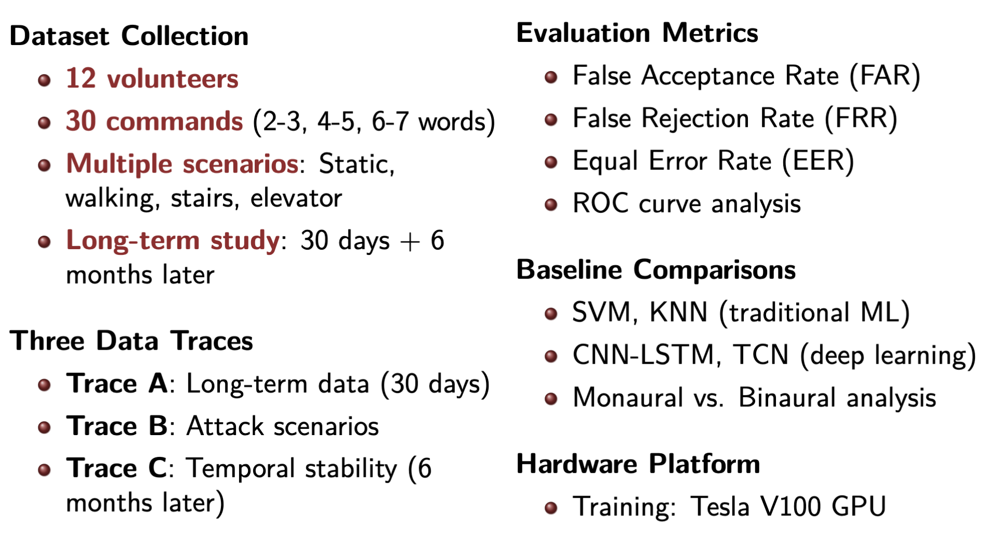 Dataset Collection
12 volunteers
30 commands (2-3, 4-5, 6-7 words)
Multiple scenarios: Static,
walking, stairs, elevator
Long-term study: 30 days + 6
months later
Three Data Traces
Trace A: Long-term data (30 days)
Trace B: Attack scenarios
Trace C: Temporal stability (6
months later)
Evaluation Metrics
False Acceptance Rate (FAR)
False Rejection Rate (FRR)
Equal Error Rate (EER)
ROC curve analysis
Baseline Comparisons
SVM, KNN (traditional ML)
CNN-LSTM, TCN (deep learning)
Monaural vs. Binaural analysis
Hardware Platform
Training: Tesla V100 GPU